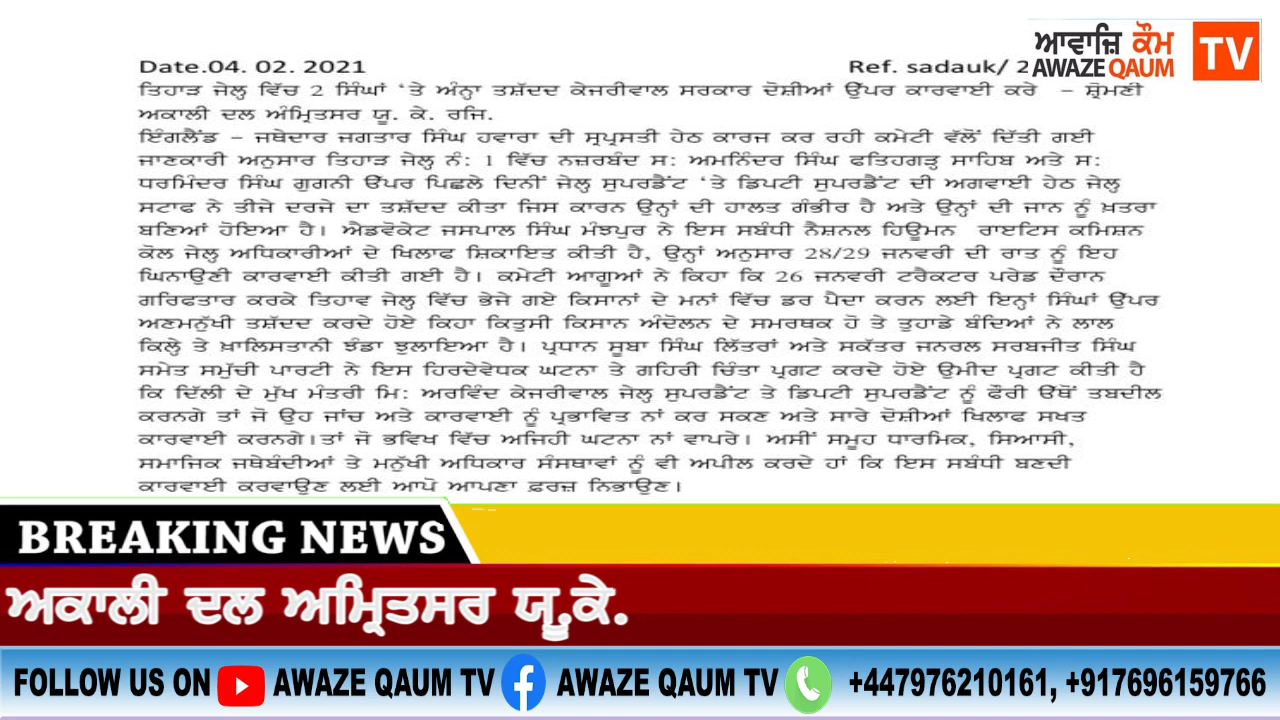 ਆਵਾਜ਼ਿ ਕੌਮ
AWAZE QAUM
TV
Date.04. 02. 2021 Ref. sadauk/ 2
ਤਿਹਾੜ ਜੇਲ੍ਹ ਵਿੱਚ 2 ਸਿੰਘਾਂ ‘ਤੇ ਅੰਨ੍ਹਾ ਤਸ਼ੱਦਦ ਕੇਜਰੀਵਾਲ ਸਰਕਾਰ ਦੋਸ਼ੀਆਂ ਉੱਪਰ ਕਾਰਵਾਈ ਕਰੇ – ਸ਼੍ਰੋਮਣੀ
ਅਕਾਲੀ ਦਲ ਅੰਮ੍ਰਿਤਸਰ ਯੂ. ਕੇ. ਰਜਿ.
ਇੰਗਲੈਂਡ – ਜਥੇਦਾਰ ਜਗਤਾਰ ਸਿੰਘ ਹਵਾਰਾ ਦੀ ਸ੍ਰਪ੍ਰਸਤੀ ਹੇਠ ਕਾਰਜ ਕਰ ਰਹੀ ਕਮੇਟੀ ਵੱਲੋਂ ਦਿੱਤੀ ਗਈ
ਜਾਣਕਾਰੀ ਅਨੁਸਾਰ ਤਿਹਾੜ ਜੇਲ੍ਹ ਨੰ: 1 ਵਿੱਚ ਨਜ਼ਰਬੰਦ ਸ: ਅਮਨਿੰਦਰ ਸਿੰਘ ਫਤਿਹਗੜ੍ਹ ਸਾਹਿਬ ਅਤੇ ਸ:
ਧਰਮਿੰਦਰ ਸਿੰਘ ਗੁਗਨੀ ਉੱਪਰ ਪਿਛਲੇ ਦਿਨੀਂ ਜੇਲ੍ਹ ਸੁਪਰਡੈਂਟ ‘ਤੇ ਡਿਪਟੀ ਸੁਪਰਡੈਂਟ ਦੀ ਅਗਵਾਈ ਹੇਠ ਜੇਲ੍ਹ
ਸਟਾਫ ਨੇ ਤੀਜੇ ਦਰਜੇ ਦਾ ਤਸ਼ੱਦਦ ਕੀਤਾ ਜਿਸ ਕਾਰਨ ਉਨ੍ਹਾਂ ਦੀ ਹਾਲਤ ਗੰਭੀਰ ਹੈ ਅਤੇ ਉਨ੍ਹਾਂ ਦੀ ਜਾਨ ਨੂੰ ਖ਼ਤਰਾ
ਬਣਿਆਂ ਹੋਇਆ ਹੈ। ਐਡਵੋਕੇਟ ਜਸਪਾਲ ਸਿੰਘ ਮੰਝਪੁਰ ਨੇ ਇਸ ਸਬੰਧੀ ਨੈਸ਼ਨਲ ਹਿਊਮਨ ਰਾਈਟਿਸ ਕਮਿਸ਼ਨ
ਕੋਲ ਜੇਲ੍ਹ ਅਧਿਕਾਰੀਆਂ ਦੇ ਖਿਲਾਫ ਸ਼ਿਕਾਇਤ ਕੀਤੀ ਹੈ, ਉਨ੍ਹਾਂ ਅਨੁਸਾਰ 28/29 ਜਨਵਰੀ ਦੀ ਰਾਤ ਨੂੰ ਇਹ
ਘਿਨਾਉਣੀ ਕਾਰਵਾਈ ਕੀਤੀ ਗਈ ਹੈ। ਕਮੇਟੀ ਆਗੂਆਂ ਨੇ ਕਿਹਾ ਕਿ 26 ਜਨਵਰੀ ਟਰੈਕਟਰ ਪਰੇਡ ਦੌਰਾਨ
ਗਰਿਫਤਾਰ ਕਰਕੇ ਤਿਹਾਵ ਜੇਲ੍ਹ ਵਿੱਚ ਭੇਜੇ ਗਏ ਕਿਸਾਨਾਂ ਦੇ ਮਨਾਂ ਵਿੱਚ ਡਰ ਪੈਦਾ ਕਰਨ ਲਈ ਇਨ੍ਹਾਂ ਸਿੰਘਾਂ ਉੱਪਰ
ਅਣਮਨੁੱਖੀ ਤਸ਼ੱਦਦ ਕਰਦੇ ਹੋਏ ਕਿਹਾ ਕਿਤੁਸੀ ਕਿਸਾਨ ਅੰਦੋਲਨ ਦੇ ਸਮਰਥਕ ਹੋ ਤੇ ਤੁਹਾਡੇ ਬੰਦਿਆਂ ਨੇ ਲਾਲ
ਕਿਲ੍ਹੇ ਤੇ ਖ਼ਾਲਿਸਤਾਨੀ ਝੰਡਾ ਝੁਲਾਇਆ ਹੈ। ਪ੍ਰਧਾਨ ਸੂਬਾ ਸਿੰਘ ਲਿੱਤਰਾਂ ਅਤੇ ਸਕੱਤਰ ਜਨਰਲ ਸਰਬਜੀਤ ਸਿੰਘ
ਸਮੇਤ ਸਮੁੱਚੀ ਪਾਰਟੀ ਨੇ ਇਸ ਹਿਰਦੇਵੇਧਕ ਘਟਨਾ ਤੇ ਗਹਿਰੀ ਚਿੰਤਾ ਪ੍ਰਗਟ ਕਰਦੇ ਹੋਏ ਉਮੀਦ ਪ੍ਰਗਟ ਕੀਤੀ ਹੈ
ਕਿ ਦਿੱਲੀ ਦੇ ਮੁੱਖ ਮੰਤਰੀ ਮਿ: ਅਰਵਿੰਦ ਕੇਜਰੀਵਾਲ ਜੇਲ੍ਹ ਸੁਪਰਡੈਂਟ ਤੇ ਡਿਪਟੀ ਸੁਪਰਡੈਂਟ ਨੂੰ ਫੌਰੀ ਉੱਥੋਂ ਤਬਦੀਲ
ਕਰਨਗੇ ਤਾਂ ਜੋ ਉਹ ਜਾਂਚ ਅਤੇ ਕਾਰਵਾਈ ਨੂੰ ਪ੍ਰਭਾਵਿਤ ਨਾਂ ਕਰ ਸਕਣ ਅਤੇ ਸਾਰੇ ਦੋਸ਼ੀਆਂ ਖਿਲਾਫ ਸਖਤ
ਕਾਰਵਾਈ ਕਰਨਗੇ।ਤਾਂ ਜੋ ਭਵਿਖ ਵਿੱਚ ਅਜਿਹੀ ਘਟਨਾ ਨਾਂ ਵਾਪਰੇ। ਅਸੀਂ ਸਮੂਹ ਧਾਰਮਿਕ, ਸਿਆਸੀ,
ਸਮਾਜਿਕ ਜਥੇਬੰਦੀਆਂ ਤੇ ਮਨੁੱਖੀ ਅਧਿਕਾਰ ਸੰਸਥਾਵਾਂ ਨੂੰ ਵੀ ਅਪੀਲ ਕਰਦੇ ਹਾਂ ਕਿ ਇਸ ਸਬੰਧੀ ਬਣਦੀ
ਕਾਰਵਾਈ ਕਰਵਾਉਣ ਲਈ ਆਪੋ ਆਪਣਾ ਫ਼ਰਜ਼ ਨਿਭਾਉਣ।
BREAKING NEWS
ਅਕਾਲੀ ਦਲ ਅਮ੍ਰਿਤਸਰ ਯੂ.ਕੇ.
FOLLOW US ON AWAZE QAUM TV AWAZE QAUM TV +447976210161, +917696159766